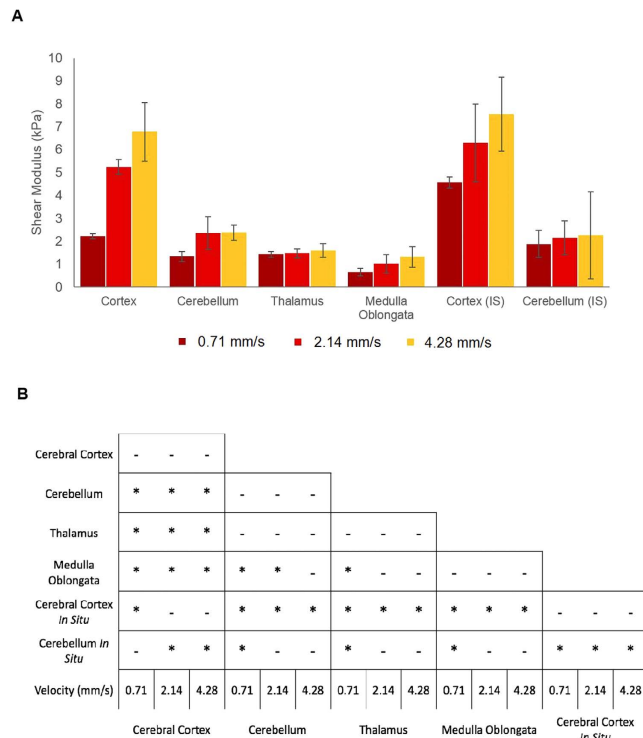 A
Shear Modulus (kPa)
10
9
8
7
6
5
4
3
2
1
0
Cortex Cerebellum Thalamus Medulla Oblongata Cortex (IS) Cerebellum (IS)
0.71 mm/s 2.14 mm/s 4.28 mm/s
B
Cerebral Cortex - - -
Cerebellum * * * - - -
Thalamus * * * - - - - - -
Medulla Oblongata * * * * * - * - - - - -
Cerebral Cortex In Situ * - - * * * * * * * * * - - -
Cerebellum In Situ - * * * - - * - - * - - * * *
Velocity (mm/s) 0.71 2.14 4.28 0.71 2.14 4.28 0.71 2.14 4.28 0.71 2.14 4.28 0.71 2.14 4.28
Cerebral Cortex Cerebellum Thalamus Medulla Oblongata Cerebral Cortex In Situ